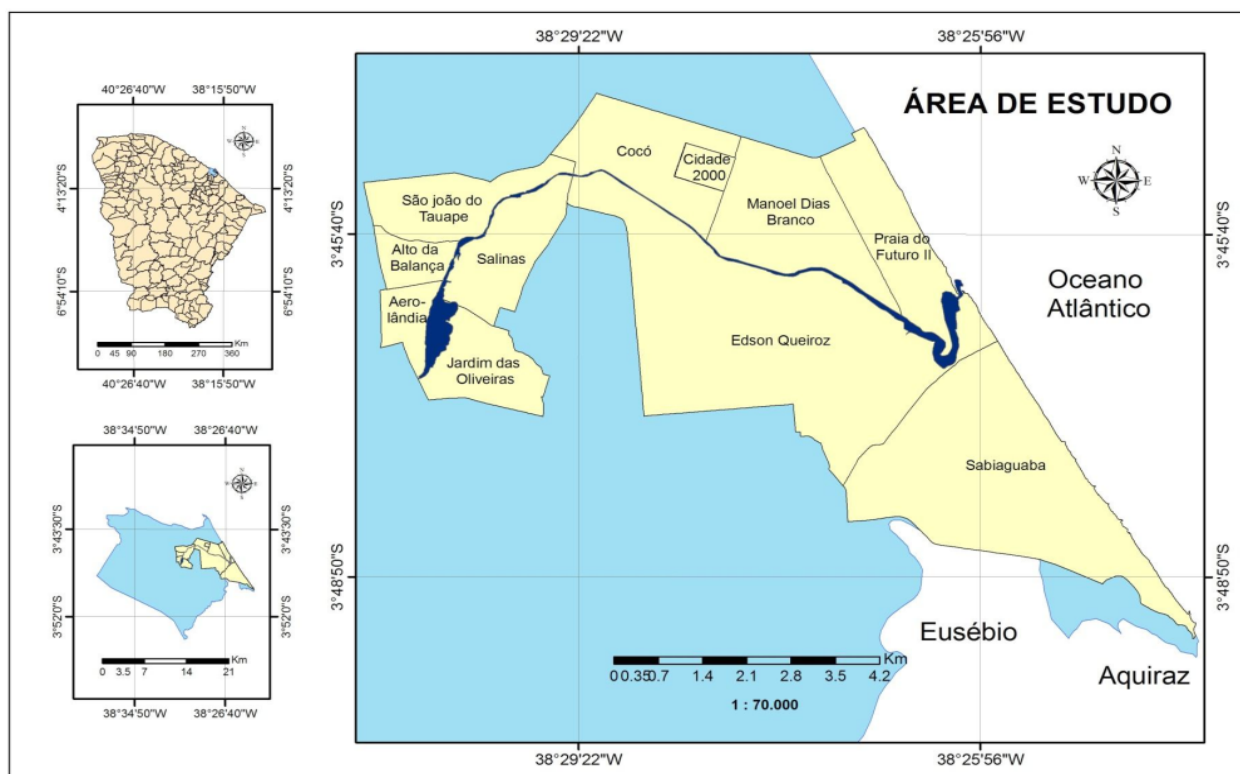 40°26'40"W 38°15'50"W
N
W E
S
4°13'20"S 4°13'20"S
6°54'10"S 6°54'10"S
0 45 90 180 270 360 Km
40°26'40"W 38°15'50"W
38°34'50"W 38°26'40"W
N
W E
S
3°43'30"S 3°43'30"S
3°52'0"S 3°52'0"S
0 3.5 7 14 21 Km
38°34'50"W 38°26'40"W
38°29'22"W 38°25'56"W
ÁREA DE ESTUDO
N
W E
S
Cocó
Cidade
2000
São joão do
Tauape
Manoel Dias
Branco
Praia do
Futuro II
Alto da
Balança
Salinas
Aero-
lândia
Jardim das
Oliveiras
Edson Queiroz
Oceano
Atlântico
Sabiaguaba
3°45'40"S 3°45'40"S
3°48'50"S 3°48'50"S
Eusébio
Aquiraz
0 0.35 0.7 1.4 2.1 2.8 3.5 4.2 Km
1 : 70.000
38°29'22"W 38°25'56"W